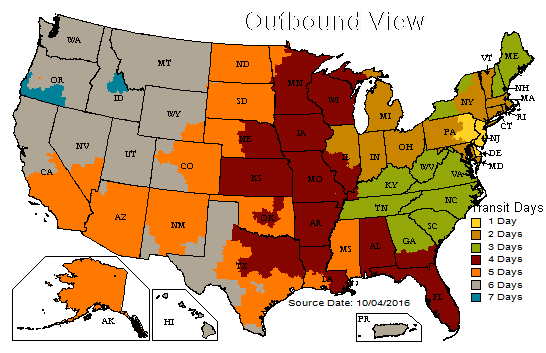 Outbound View
WA
MT
ND
MN
ME
VT
OR
ID
SD
WI
NY
NH
MA
WY
MI
RI
CT
IA
PA
NJ
NV
UT
NE
IL
IN
OH
DE
MD
CA
CO
KS
MO
WV
VA
KY
NC
AZ
NM
OK
TN
AR
SC
TX
MS
AL
GA
LA
FL
Transit Days
1 Day
2 Days
3 Days
4 Days
5 Days
6 Days
7 Days
Source Date: 10/04/2016
AK
HI
PR